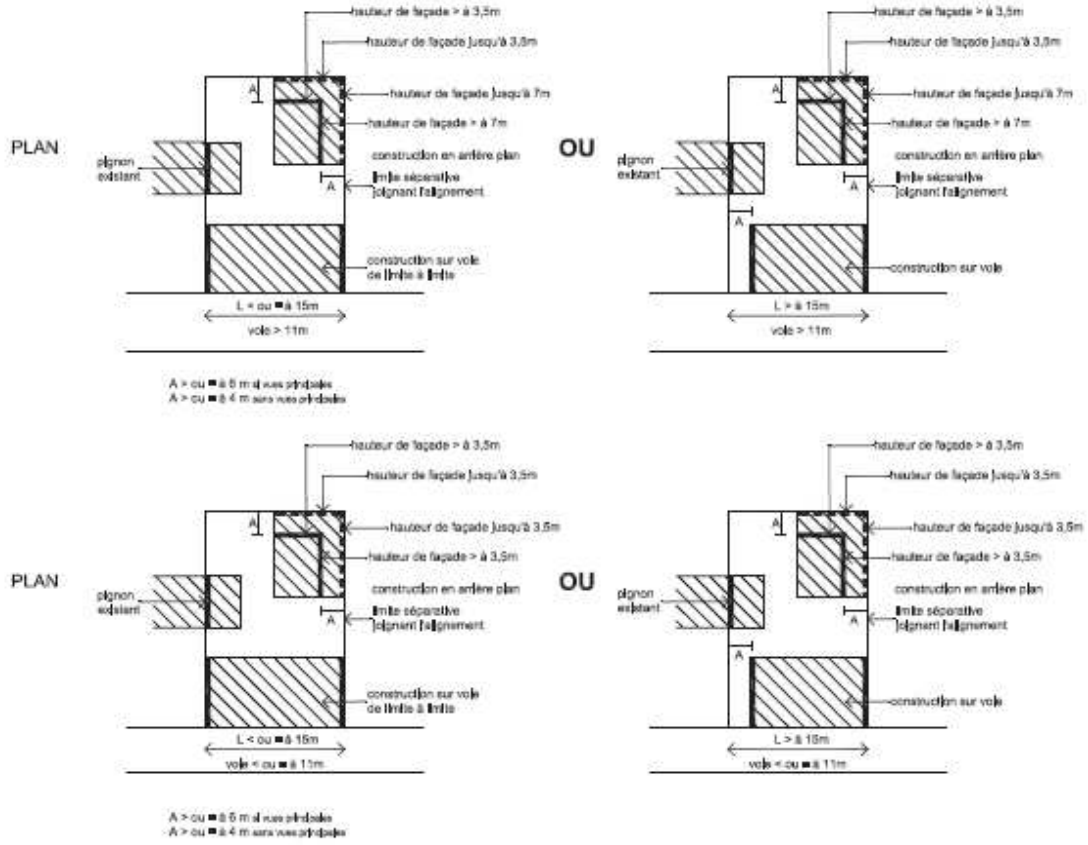 hauteur de façade > à 3,5m
hauteur de façade jusqu'à 3,5m
hauteur de façade jusqu'à 7m
hauteur de façade > à 7m
PLAN
pignon
existant
construction en arrière plan
limite séparative
joignant l'alignement
A
A
construction sur voie
de limite à limite
L < ou = à 15m
voie > 11m
A > ou = à 6 m si vues principales
A > ou = à 4 m sans vues principales
OU
hauteur de façade > à 3,5m
hauteur de façade jusqu'à 3,5m
hauteur de façade jusqu'à 7m
hauteur de façade > à 7m
pignon
existant
construction en arrière plan
limite séparative
joignant l'alignement
A
A
A
construction sur voie
L > à 15m
voie > 11m
hauteur de façade > à 3,5m
hauteur de façade jusqu'à 3,5m
hauteur de façade jusqu'à 3,5m
hauteur de façade > à 3,5m
PLAN
pignon
existant
construction en arrière plan
limite séparative
joignant l'alignement
A
A
construction sur voie
de limite à limite
L < ou = à 15m
voie < ou = à 11m
A > ou = à 6 m si vues principales
A > ou = à 4 m sans vues principales
OU
hauteur de façade > à 3,5m
hauteur de façade jusqu'à 3,5m
hauteur de façade jusqu'à 3,5m
hauteur de façade > à 3,5m
pignon
existant
construction en arrière plan
limite séparative
joignant l'alignement
A
A
A
construction sur voie
L > à 15m
voie < ou = à 11m